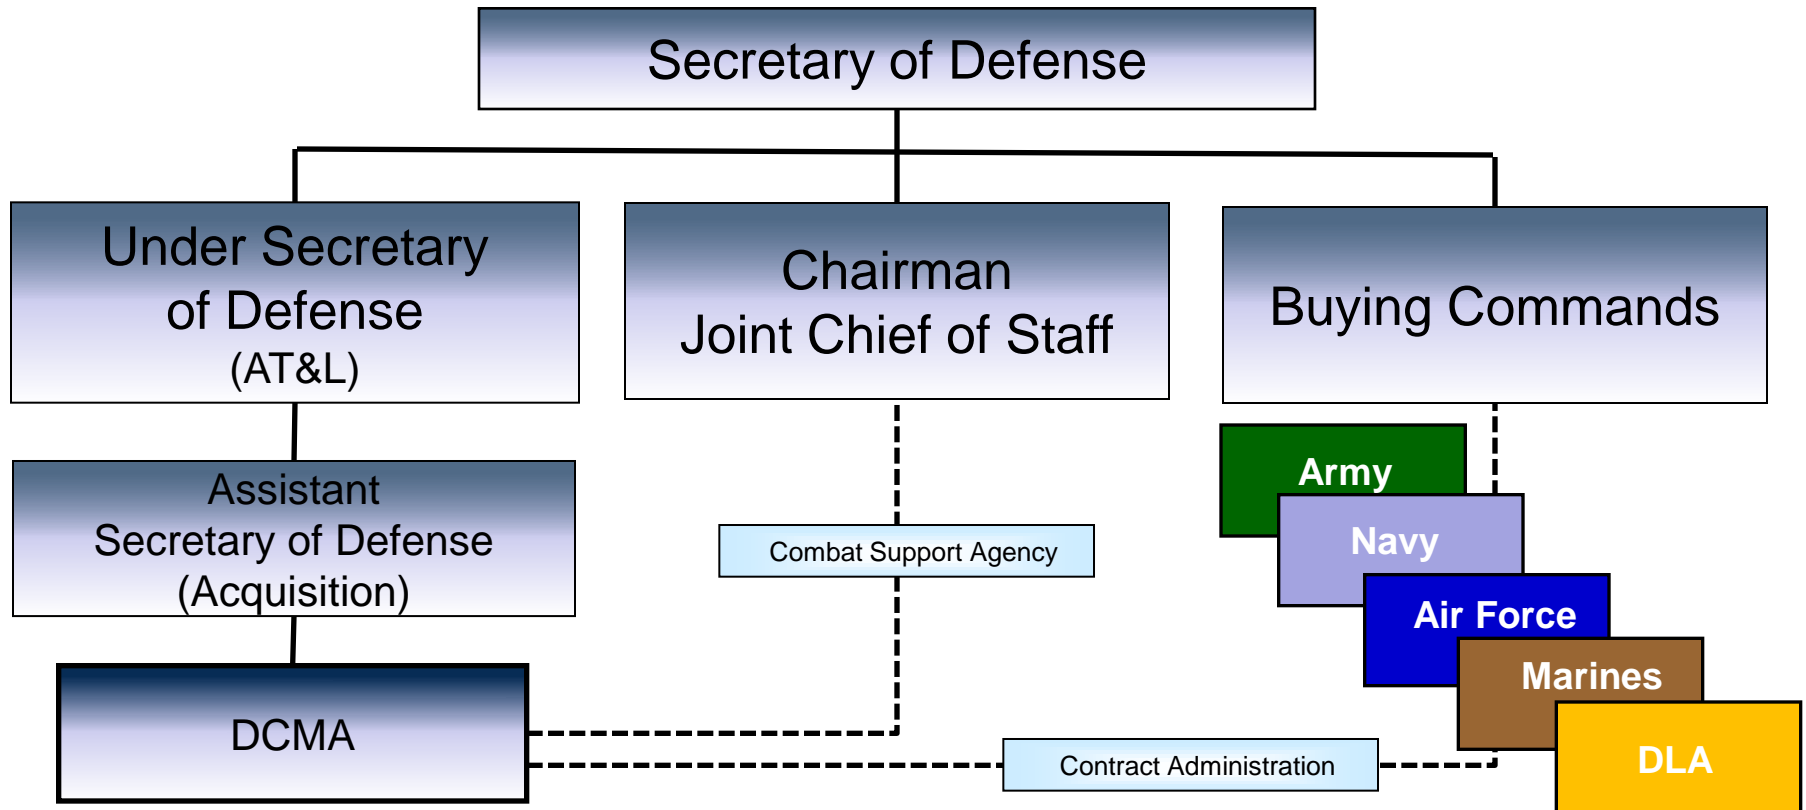 Secretary of Defense
Under Secretary
of Defense
(AT&L)
Chairman
Joint Chief of Staff
Buying Commands
Assistant
Secretary of Defense
(Acquisition)
Combat Support Agency
Army
Navy
Air Force
Marines
DLA
DCMA
Contract Administration